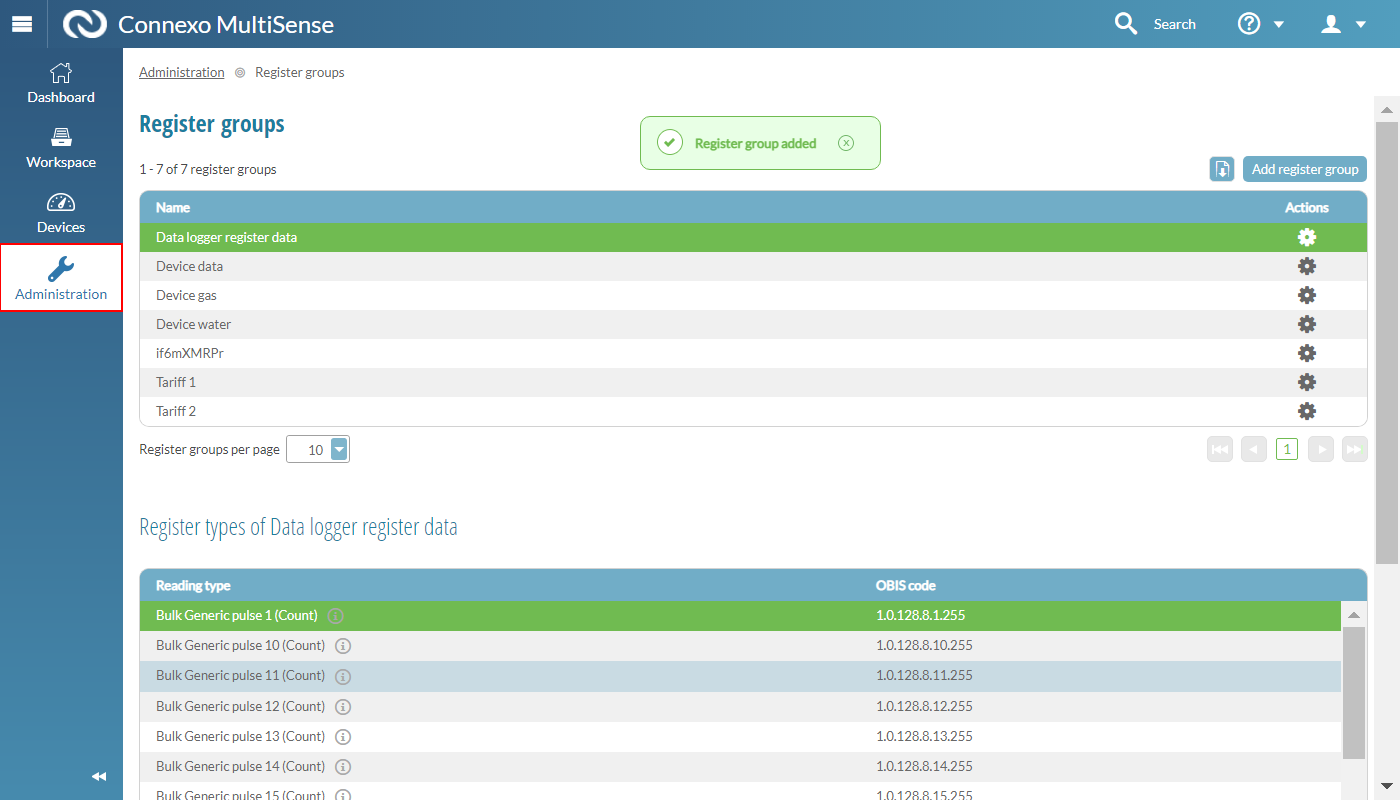 Connexo MultiSense
Search
Dashboard
Workspace
Devices
Administration
Administration Register groups
Register groups
Register group added
1 - 7 of 7 register groups
Add register group
Name Actions
Data logger register data
Device data
Device gas
Device water
if6mXMRPr
Tariff 1
Tariff 2
Register groups per page 10
1
Register types of Data logger register data
Reading type OBIS code
Bulk Generic pulse 1 (Count) 1.0.128.8.1.255
Bulk Generic pulse 10 (Count) 1.0.128.8.10.255
Bulk Generic pulse 11 (Count) 1.0.128.8.11.255
Bulk Generic pulse 12 (Count) 1.0.128.8.12.255
Bulk Generic pulse 13 (Count) 1.0.128.8.13.255
Bulk Generic pulse 14 (Count) 1.0.128.8.14.255
Bulk Generic pulse 15 (Count) 1.0.128.8.15.255